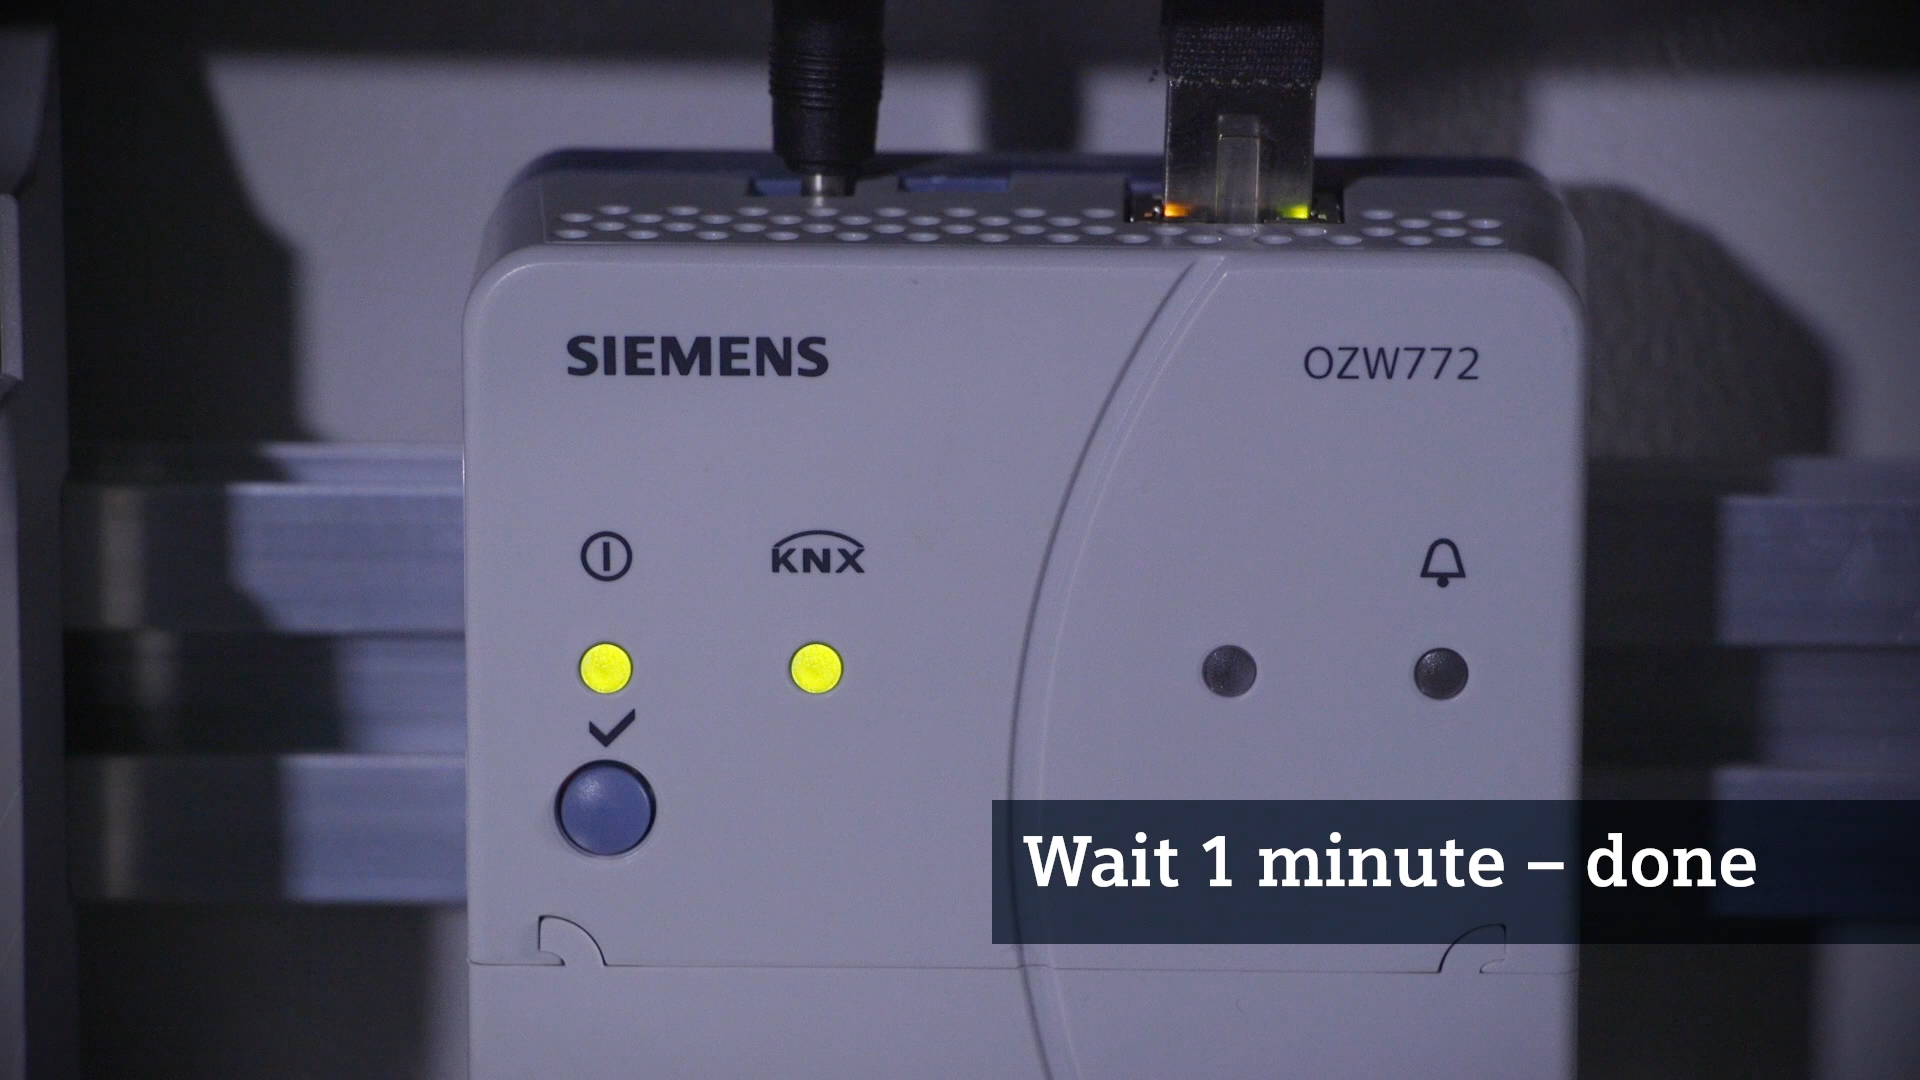 SIEMENS
OZW772
KNX
Wait 1 minute – done